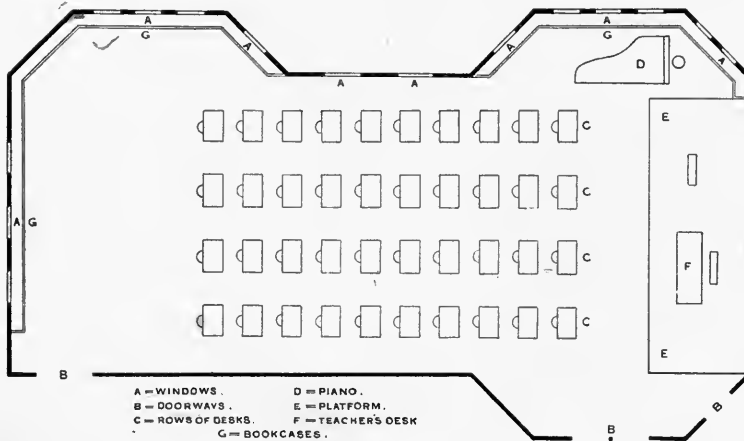 A
G
A
A
A
A
A
G
A
D
C
E
C
A
G
F
C
C
E
B
B
B
A = WINDOWS.
B = DOORWAYS.
C = ROWS OF DESKS.
D = PIANO.
E = PLATFORM.
F = TEACHER'S DESK
G = BOOKCASES.